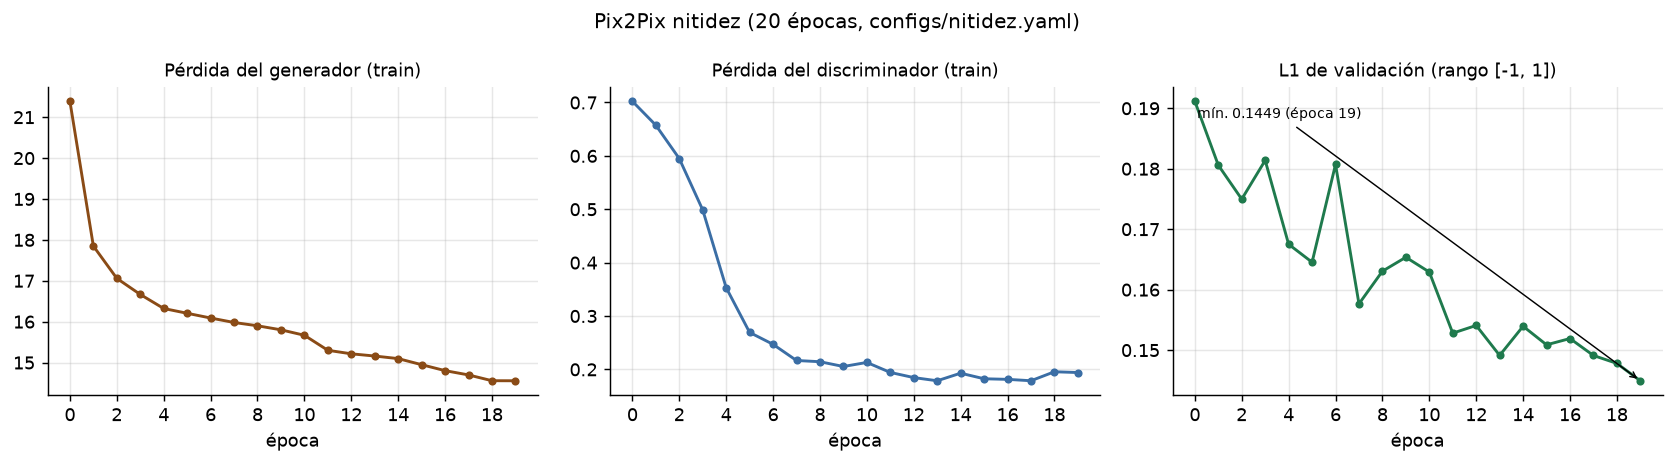 Pix2Pix nitidez (20 épocas, configs/nitidez.yaml)
Pérdida del generador (train)
21
20
19
18
17
16
15
0 2 4 6 8 10 12 14 16 18
época
Pérdida del discriminador (train)
0.7
0.6
0.5
0.4
0.3
0.2
0 2 4 6 8 10 12 14 16 18
época
L1 de validación (rango [-1, 1])
mín. 0.1449 (época 19)
0.19
0.18
0.17
0.16
0.15
0 2 4 6 8 10 12 14 16 18
época